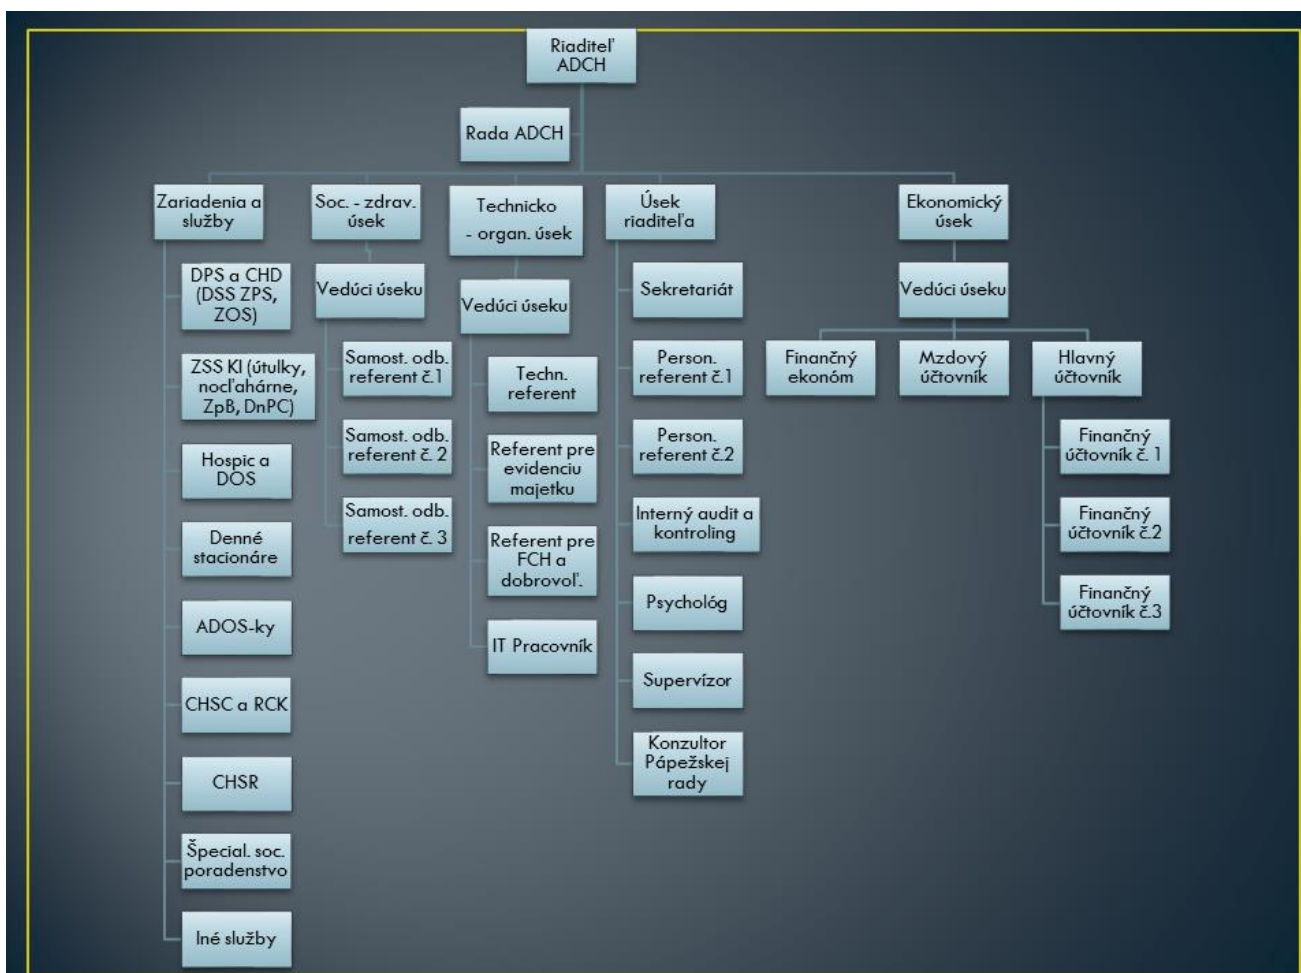 Riaditeľ
ADCH
Rada ADCH
Zariadenia a
služby
DPS a CHD
(DSS ZPS,
ZOS)
ZSS KI (útulky,
nocľahárne,
ZpB, DnPC)
Hospic a
DOS
Denné
stacionáre
ADOS-ky
CHSC a RCK
CHSR
Špecial. soc.
poradenstvo
Iné služby
Soc. - zdrav.
úsek
Vedúci úseku
Samost. odb.
referent č.1
Samost. odb.
referent č. 2
Samost. odb.
referent č. 3
Technicko
- organ. úsek
Vedúci úseku
Techn.
referent
Referent pre
evidenciu
majetku
Referent pre
FCH a
dobrovoľ.
IT Pracovník
Úsek
riaditeľa
Sekretariát
Person.
referent č.1
Person.
referent č.2
Interný audit a
kontroling
Psychológ
Supervízor
Konzultor
Pápežskej
rady
Ekonomický
úsek
Vedúci úseku
Finančný
ekonóm
Mzdový
účtovník
Hlavný
účtovník
Finančný
účtovník č. 1
Finančný
účtovník č.2
Finančný
účtovník č.3